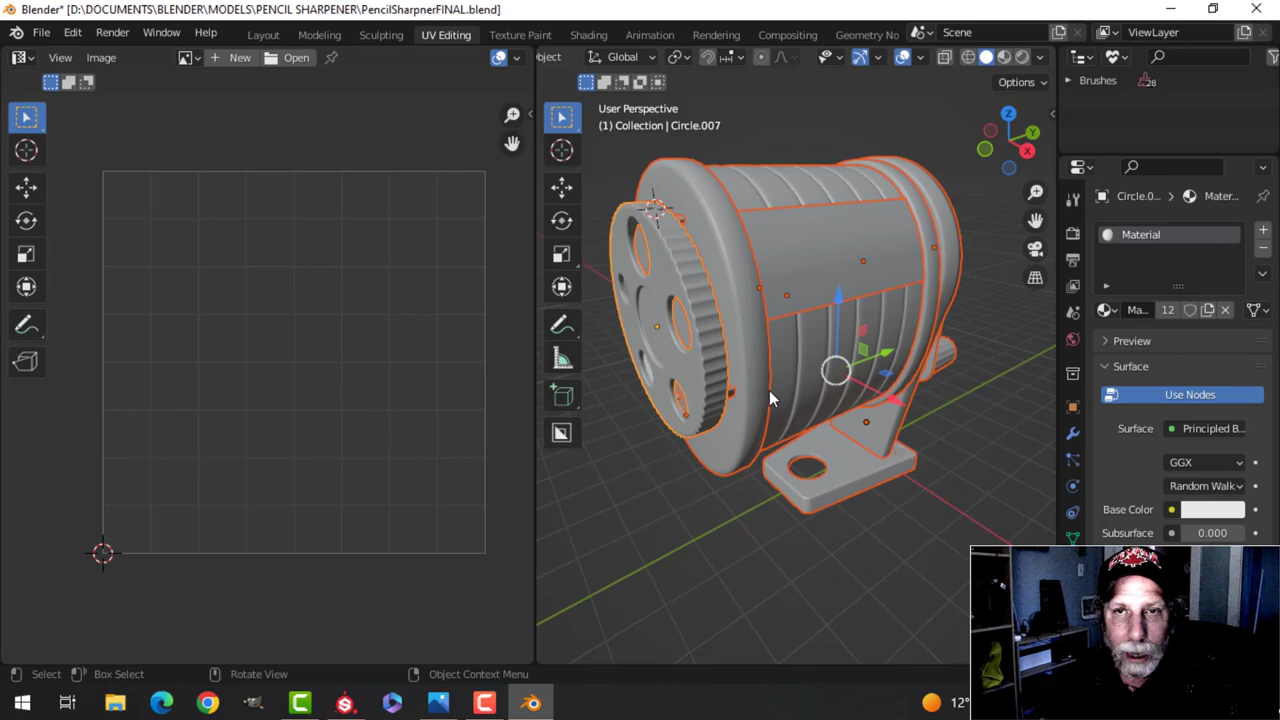 Blender* [D:\DOCUMENTS\BLENDER\MODELS\PENCIL SHARPENER\PencilSharpnerFINAL.blend]
File Edit Render Window Help Layout Modeling Sculpting UV Editing Texture Paint Shading Animation Rendering Geometry No Scene ViewLayer
View Image New Open bject Global
Options
Brushes 28
User Perspective
(1) Collection | Circle.007
Z
Y
X
Circle.0... Mater...
Material
Ma... 12
Preview
Surface
Use Nodes
Surface: Principled B...
GGX
Random Walk
Base Color
Subsurface 0.000
Select Box Select Rotate View Object Context Menu
12°